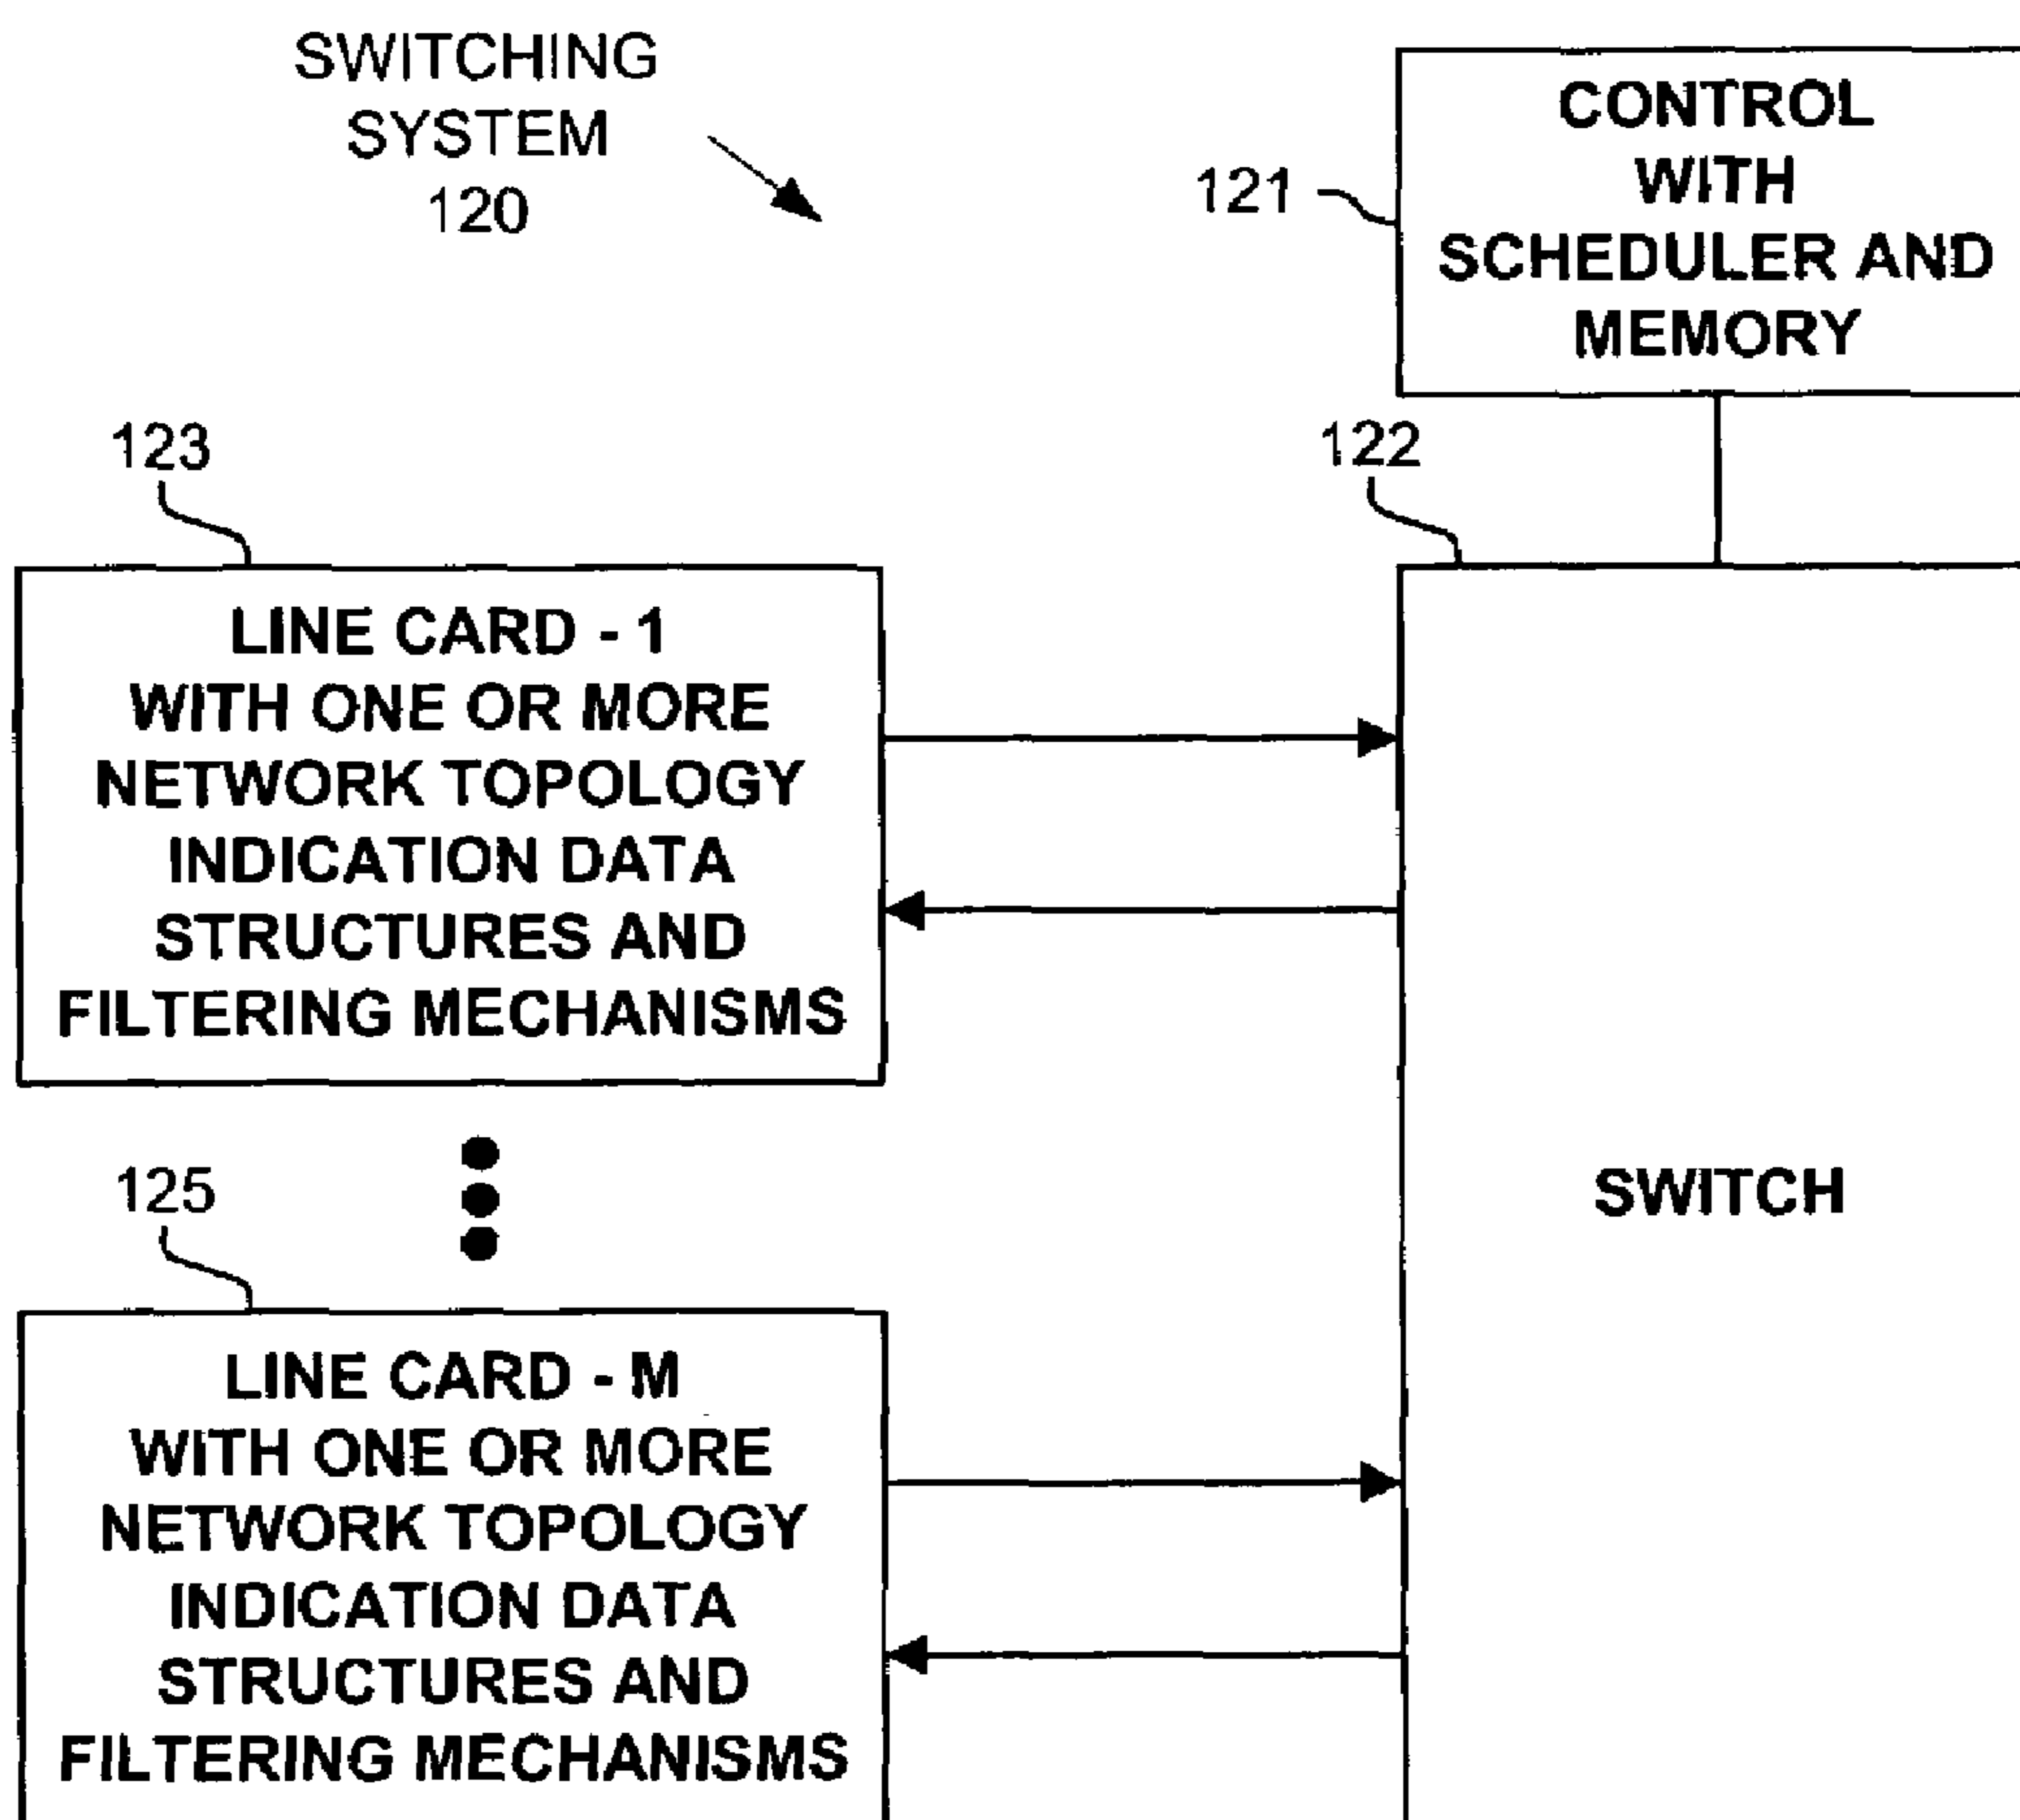 SWITCHING
SYSTEM
120
CONTROL
WITH
SCHEDULER AND
MEMORY
121
123
122
LINE CARD - 1
WITH ONE OR MORE
NETWORK TOPOLOGY
INDICATION DATA
STRUCTURES AND
FILTERING MECHANISMS
SWITCH
125
LINE CARD - M
WITH ONE OR MORE
NETWORK TOPOLOGY
INDICATION DATA
STRUCTURES AND
FILTERING MECHANISMS